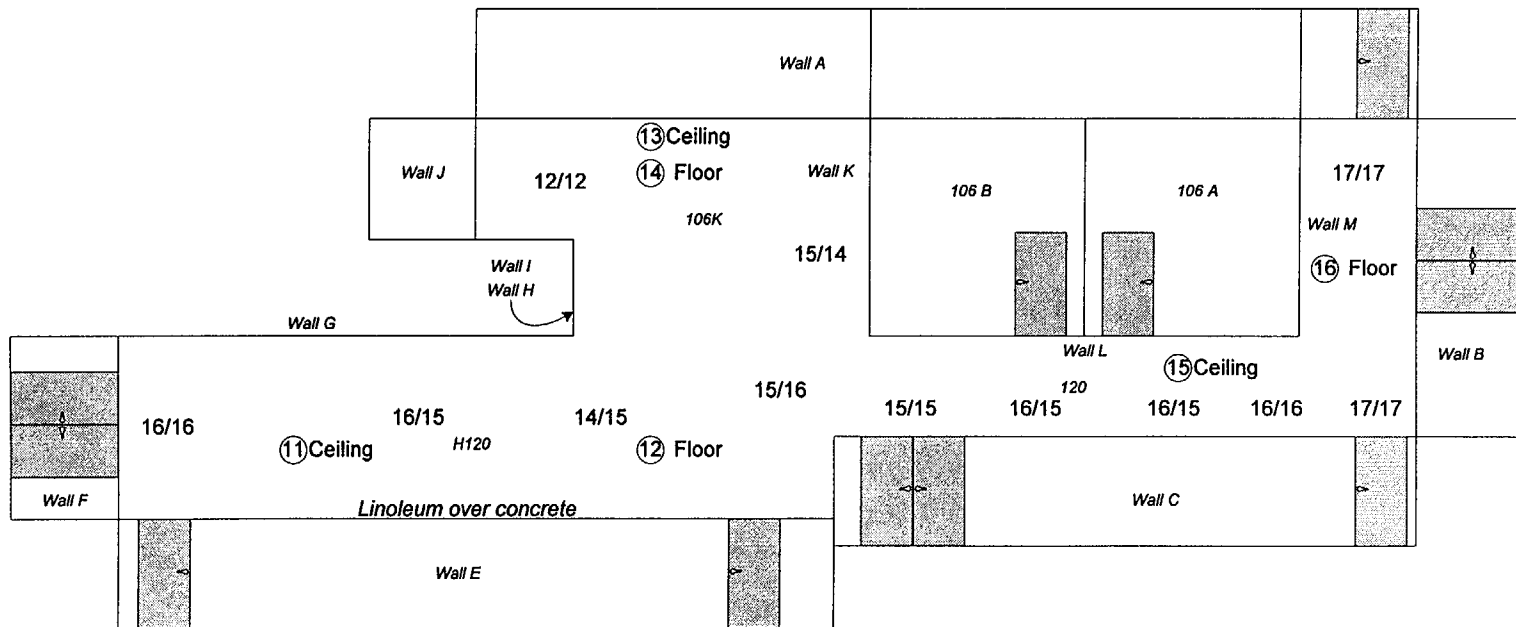 Wall A
13 Ceiling
Wall J
12/12
14 Floor
Wall K
106 B
106 A
17/17
106K
Wall M
15/14
16 Floor
Wall I
Wall H
Wall G
Wall L
15 Ceiling
Wall B
15/16
120
16/16
16/15
14/15
15/15
16/15
16/15
16/16
17/17
11 Ceiling
H120
12 Floor
Wall F
Wall C
Linoleum over concrete
Wall E